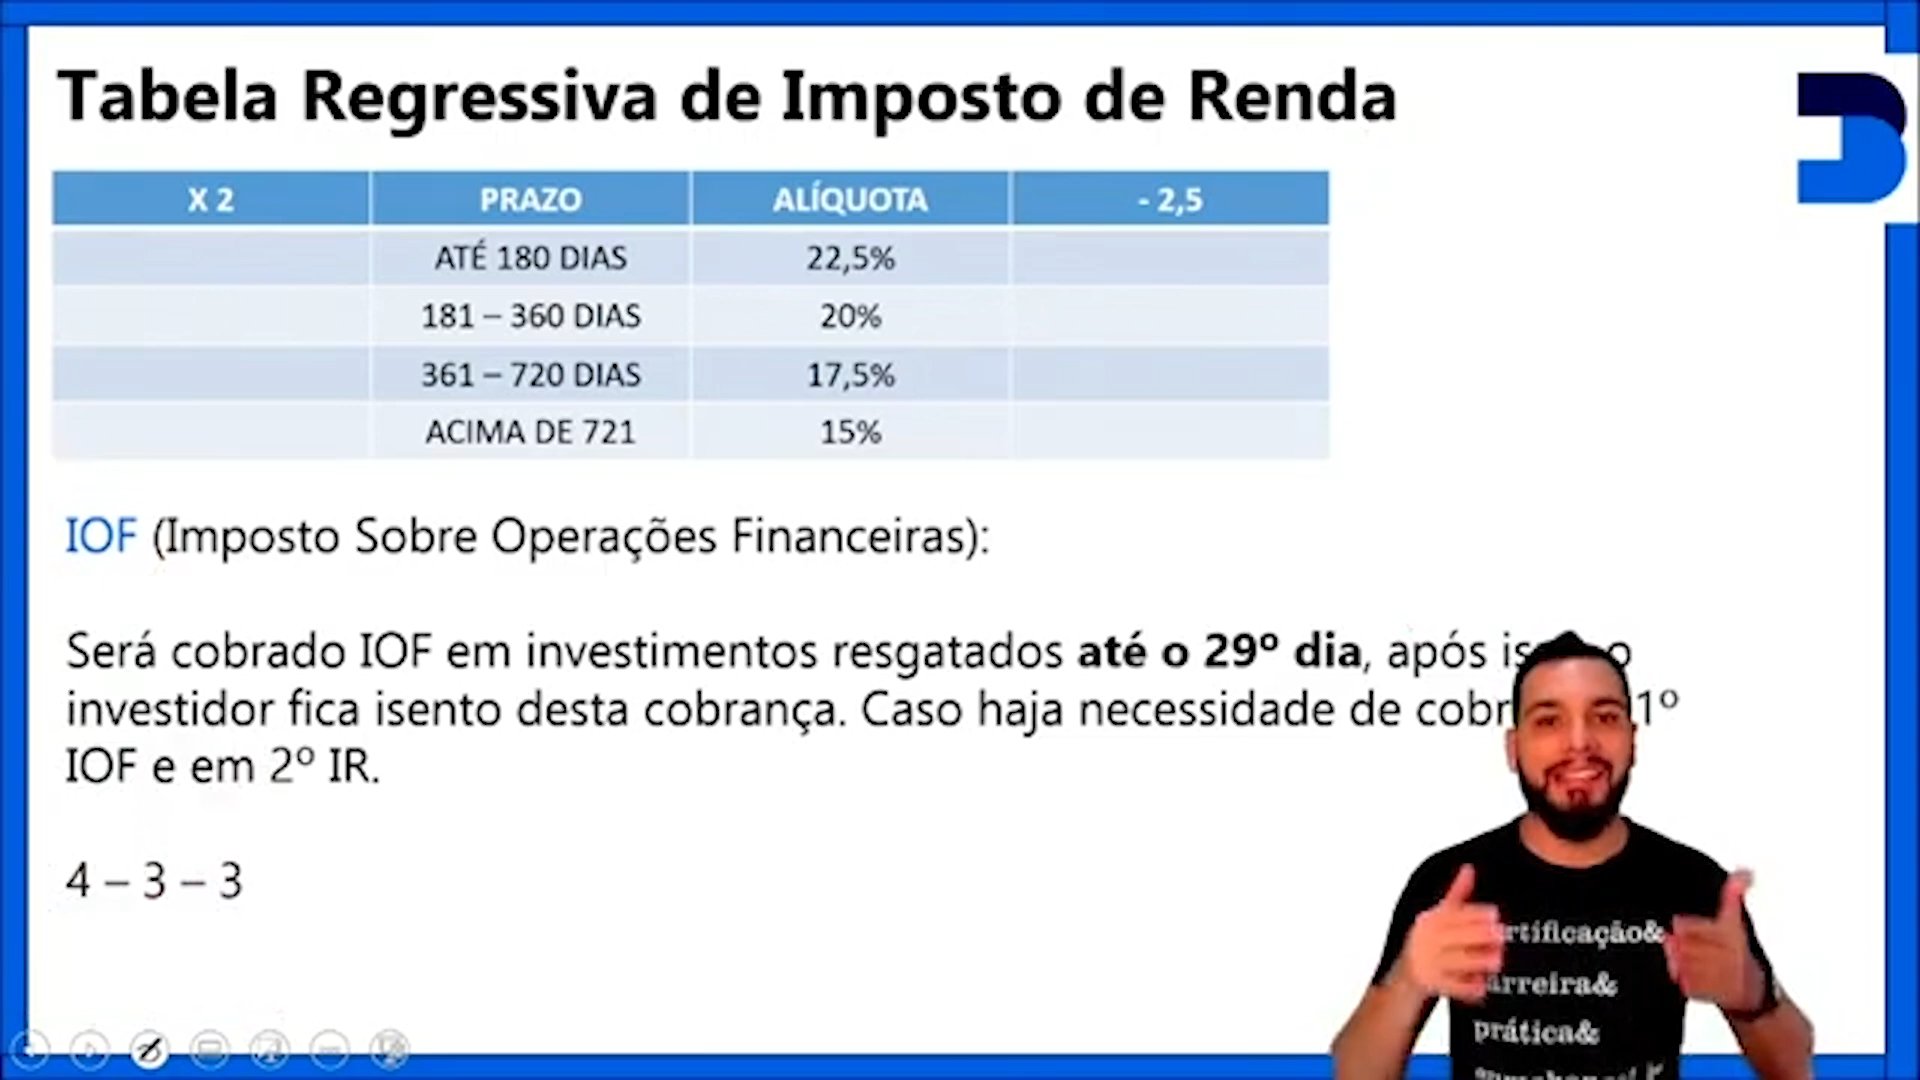 Tabela Regressiva de Imposto de Renda
X 2 PRAZO ALÍQUOTA - 2,5
ATÉ 180 DIAS 22,5%
181 – 360 DIAS 20%
361 – 720 DIAS 17,5%
ACIMA DE 721 15%
IOF (Imposto Sobre Operações Financeiras):
Será cobrado IOF em investimentos resgatados até o 29º dia, após o
investidor fica isento desta cobrança. Caso haja necessidade de 1º
IOF e em 2º IR.
4 – 3 – 3
rtificação&
arreira&
prática&